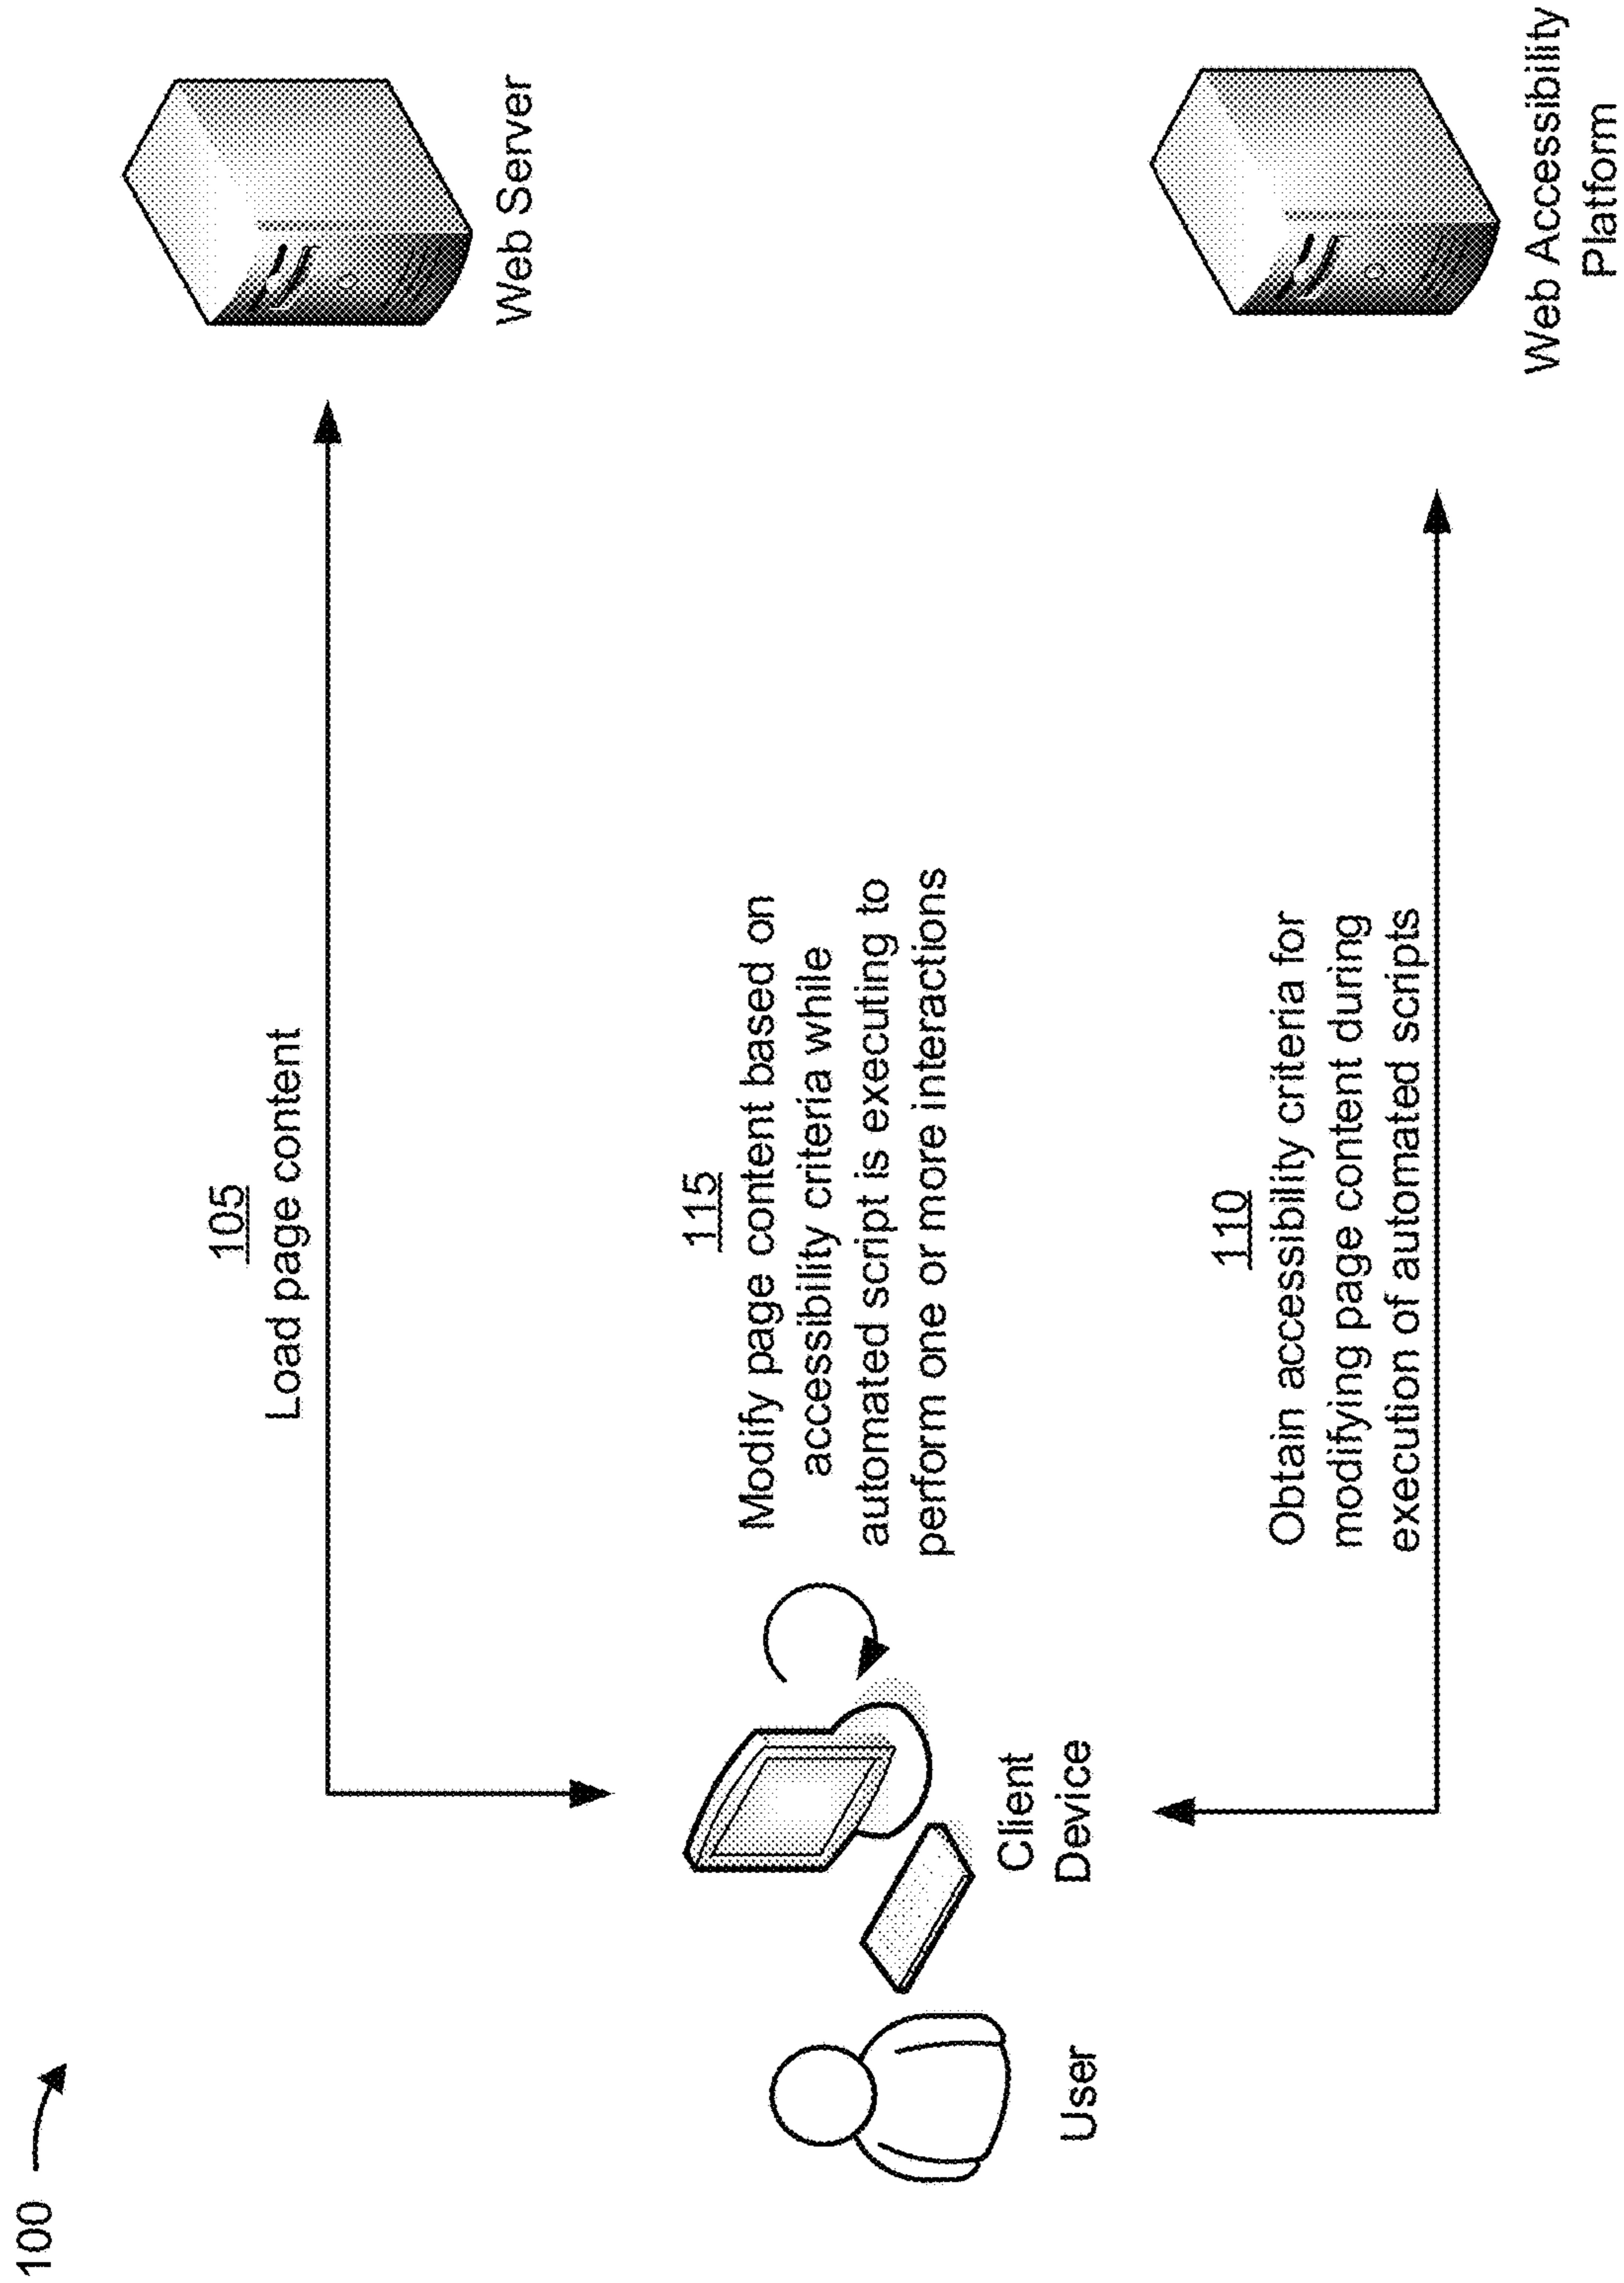 100
105
Load page content
Web Server
115
Modify page content based on
accessibility criteria while
automated script is executing to
perform one or more interactions
User
Client
Device
110
Obtain accessibility criteria for
modifying page content during
execution of automated scripts
Web Accessibility
Platform